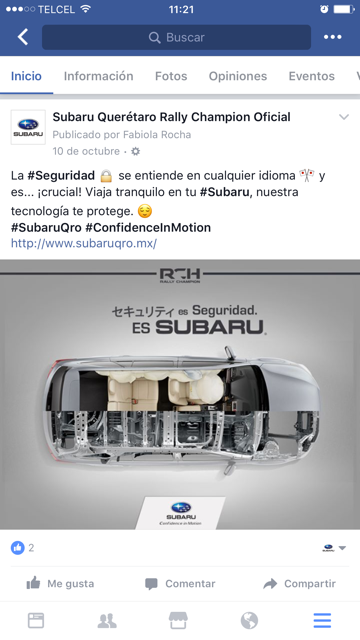 TELCEL 11:21
Buscar
Inicio Información Fotos Opiniones Eventos V
Subaru Querétaro Rally Champion Oficial
Publicado por Fabiola Rocha
10 de octubre ·
SUBARU
La #Seguridad 🔒 se entiende en cualquier idioma 🎌 y
es... ¡crucial! Viaja tranquilo en tu #Subaru, nuestra
tecnología te protege. 😌
#SubaruQro #ConfidenceInMotion
http://www.subaruqro.mx/
RCH
RALLY CHAMPION
セキュリティ es Seguridad.
ES SUBARU.
SUBARU
Confidence in Motion
2
SUBARU
Me gusta Comentar Compartir